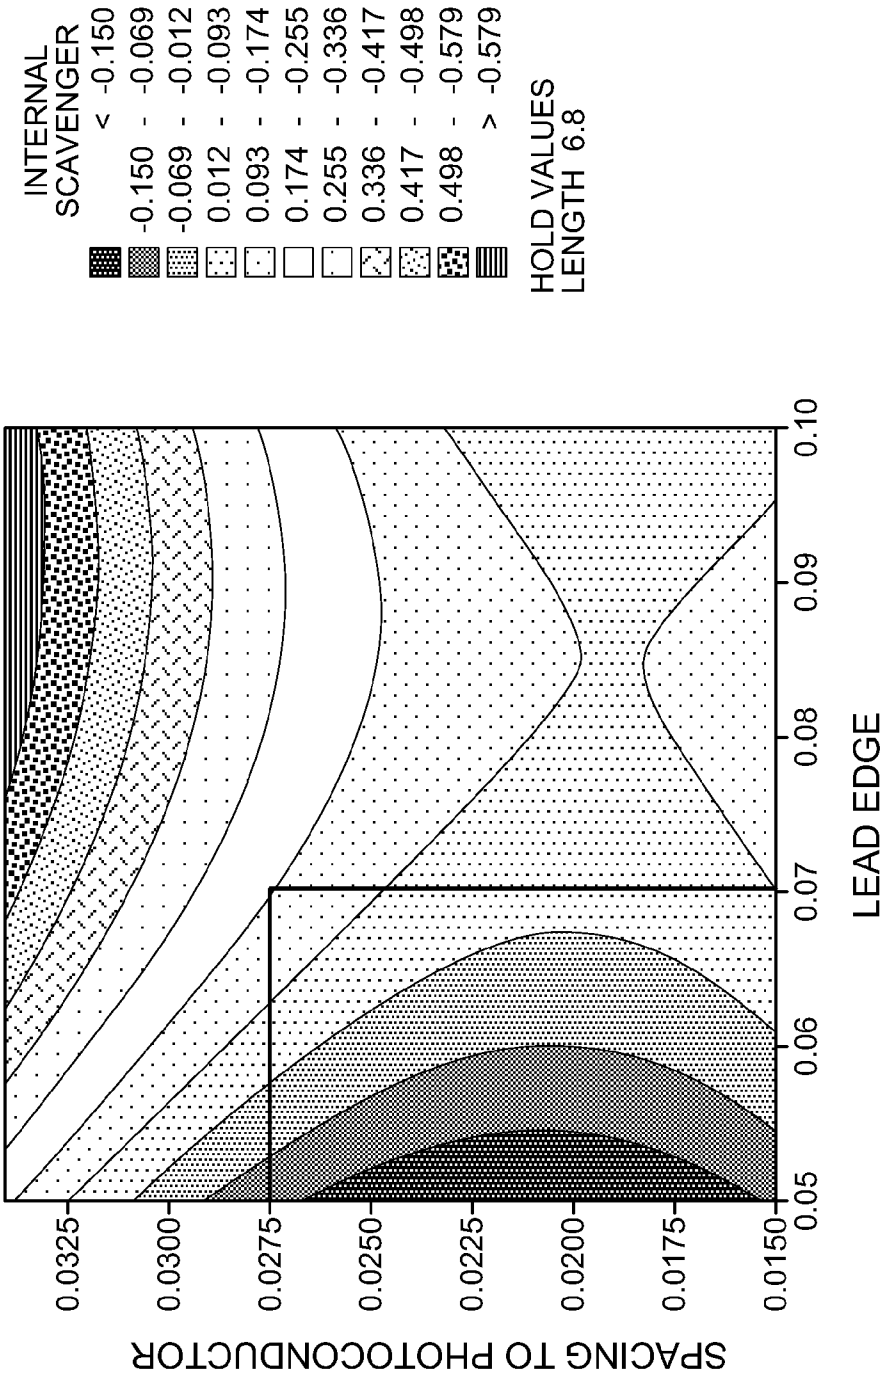 INTERNAL
SCAVENGER
< -0.150
-0.150 - -0.069
-0.069 - -0.012
0.012 - -0.093
0.093 - -0.174
0.174 - -0.255
0.255 - -0.336
0.336 - -0.417
0.417 - -0.498
0.498 - -0.579
> -0.579
HOLD VALUES
LENGTH 6.8
SPACING TO PHOTOCONDUCTOR
0.0325
0.0300
0.0275
0.0250
0.0225
0.0200
0.0175
0.0150
0.05
0.06
0.07
0.08
0.09
0.10
LEAD EDGE